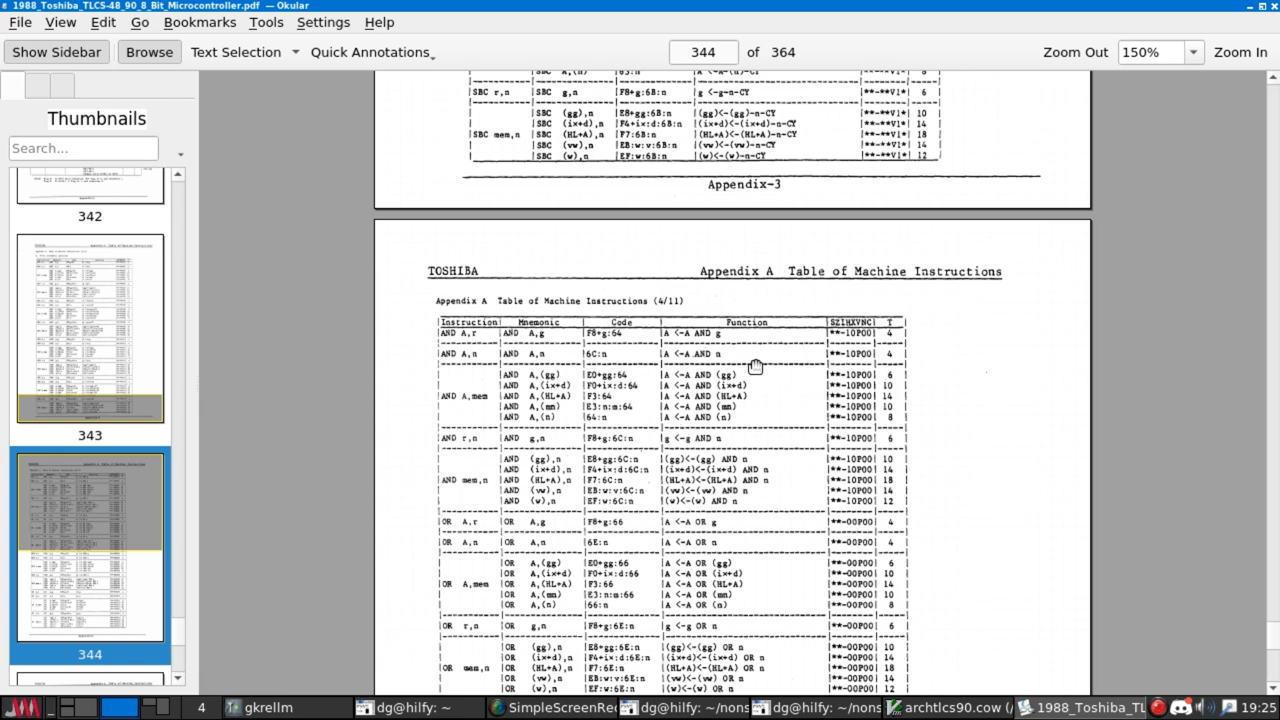 1988_Toshiba_TLCS-48_90_8_Bit_Microcontroller.pdf — Okular
File View Edit Go Bookmarks Tools Settings Help
Show Sidebar Browse Text Selection Quick Annotations 344 of 364 Zoom Out 150% Zoom In
Thumbnails
Search...
342
343
344
SBC r,n SBC g,n F8+g:6B:n g <-g-n-CY **-**V1* 6
SBC (gg),n E8+gg:6B:n (gg)<-(gg)-n-CY **-**V1* 10
SBC (ix+d),n F4+ix:d:6B:n (ix+d)<-(ix+d)-n-CY **-**V1* 14
SBC mem,n SBC (HL+A),n F7:6B:n (HL+A)<-(HL+A)-n-CY **-**V1* 18
SBC (vw),n EB:w:v:6B:n (vw)<-(vw)-n-CY **-**V1* 14
SBC (w),n EF:w:6B:n (w)<-(w)-n-CY **-**V1* 12
Appendix-3
TOSHIBA Appendix A Table of Machine Instructions
Appendix A Table of Machine Instructions (4/11)
Instruction Mnemonic Code Function SZIHXVNC T
AND A,r AND A,g F8+g:64 A <-A AND g **-10P00 4
AND A,n AND A,n 6C:n A <-A AND n **-10P00 4
AND A,(gg) E0+gg:64 A <-A AND (gg) **-10P00 6
AND A,(ix+d) F0+ix:d:64 A <-A AND (ix+d) **-10P00 10
AND A,mem AND A,(HL+A) F3:64 A <-A AND (HL+A) **-10P00 14
AND A,(mn) E3:n:m:64 A <-A AND (mn) **-10P00 10
AND A,(n) 64:n A <-A AND (n) **-10P00 8
AND r,n AND g,n F8+g:6C:n g <-g AND n **-10P00 6
AND (gg),n E8+gg:6C:n (gg)<-(gg) AND n **-10P00 10
AND (ix+d),n F4+ix:d:6C:n (ix+d)<-(ix+d) AND n **-10P00 14
AND mem,n AND (HL+A),n F7:6C:n (HL+A)<-(HL+A) AND n **-10P00 18
AND (vw),n EB:w:v:6C:n (vw)<-(vw) AND n **-10P00 14
AND (w),n EF:w:6C:n (w)<-(w) AND n **-10P00 12
OR A,r OR A,g F8+g:66 A <-A OR g **-00P00 4
OR A,n OR A,n 6E:n A <-A OR n **-00P00 4
OR A,(gg) E0+gg:66 A <-A OR (gg) **-00P00 6
OR A,(ix+d) F0+ix:d:66 A <-A OR (ix+d) **-00P00 10
OR A,mem OR A,(HL+A) F3:66 A <-A OR (HL+A) **-00P00 14
OR A,(mn) E3:n:m:66 A <-A OR (mn) **-00P00 10
OR A,(n) 66:n A <-A OR (n) **-00P00 8
OR r,n OR g,n F8+g:6E:n g <-g OR n **-00P00 6
OR (gg),n E8+gg:6E:n (gg)<-(gg) OR n **-00P00 10
OR (ix+d),n F4+ix:d:6E:n (ix+d)<-(ix+d) OR n **-00P00 14
OR mem,n OR (HL+A),n F7:6E:n (HL+A)<-(HL+A) OR n **-00P00 18
OR (vw),n EB:w:v:6E:n (vw)<-(vw) OR n **-00P00 14
OR (w),n EF:w:6E:n (w)<-(w) OR n **-00P00 12
4 gkrellm dg@hilfy: ~ SimpleScreenRec dg@hilfy: ~/nons dg@hilfy: ~/nons archtlcs90.cow (/ 1988_Toshiba_TL 19:25